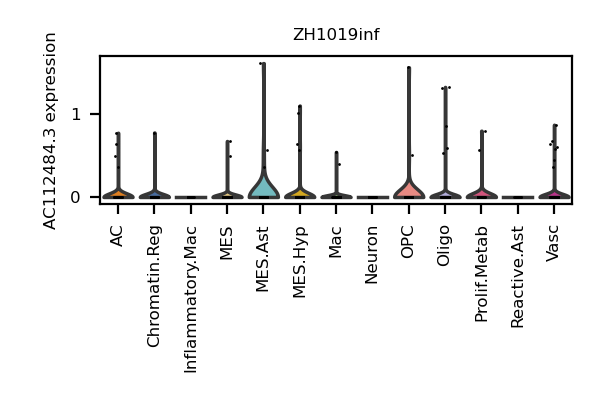 ZH1019inf
AC112484.3 expression
1
0
AC
Chromatin.Reg
Inflammatory.Mac
MES
MES.Ast
MES.Hyp
Mac
Neuron
OPC
Oligo
Prolif.Metab
Reactive.Ast
Vasc